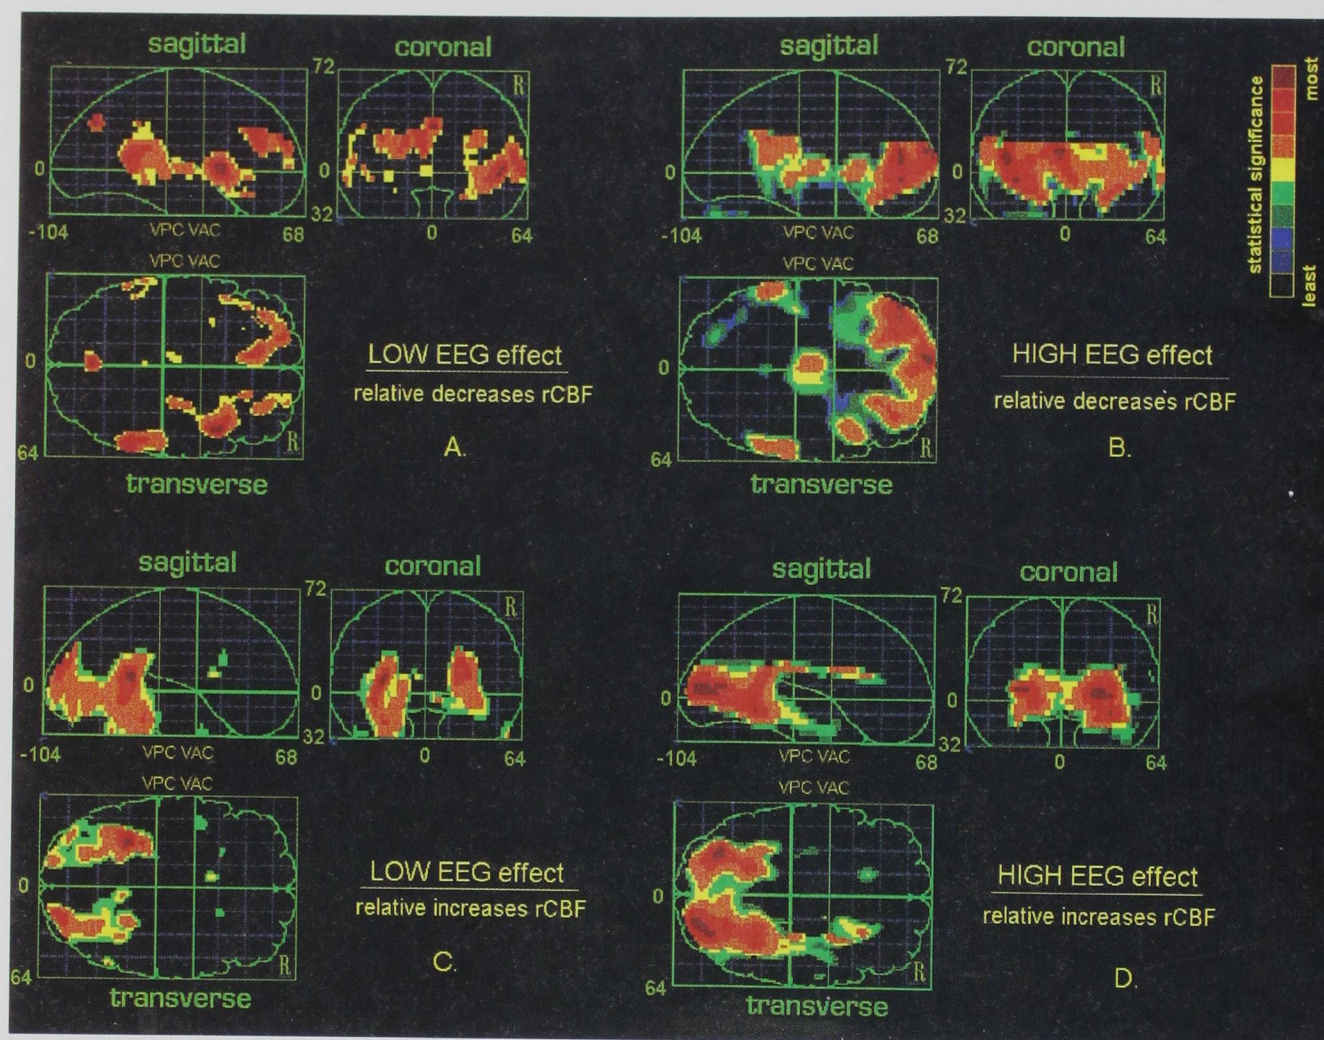 sagittal
coronal
72
R
0
0
32
-104
VPC VAC
68
0
64
VPC VAC
0
64
R
transverse
LOW EEG effect
relative decreases rCBF
A.
sagittal
coronal
72
R
0
0
32
-104
VPC VAC
68
0
64
VPC VAC
0
64
R
transverse
HIGH EEG effect
relative decreases rCBF
B.
statistical significance
most
least
sagittal
coronal
72
R
0
0
32
-104
VPC VAC
68
0
64
VPC VAC
0
64
R
transverse
LOW EEG effect
relative increases rCBF
C.
sagittal
coronal
72
R
0
0
32
-104
VPC VAC
68
0
64
VPC VAC
0
64
R
transverse
HIGH EEG effect
relative increases rCBF
D.